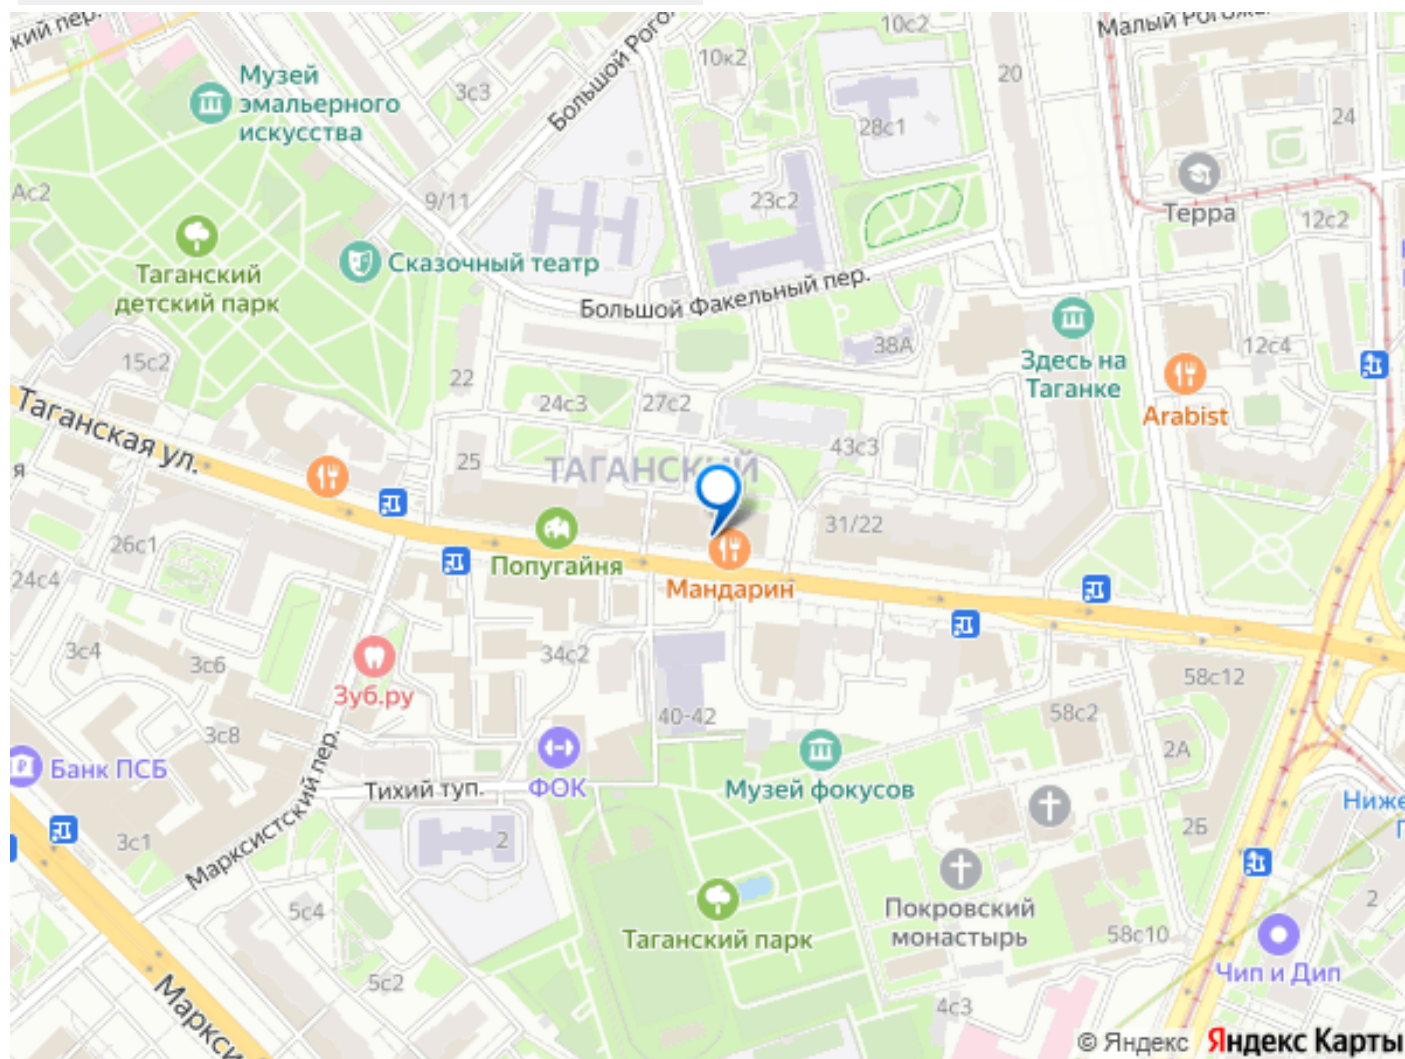 кий пер.
Малый Рогож
Большой Рого
10с2
10к2
20
Музей
эмальерного
искусства
3с3
28с1
24
Ас2
9/11
23с2
Терра
12с2
Таганский
детский парк
Сказочный театр
Большой Факельный пер.
38А
Здесь на
Таганке
12с4
15с2
22
24с3
27с2
Arabist
Таганская ул.
я
25
ТАГАНСКИЙ
43с3
31/22
26с1
Попугайня
Мандарин
24с4
3с4
3с6
34с2
58с12
Зуб.ру
40-42
58с2
3с8
2А
Банк ПСБ
Тихий туп.
ФОК
Музей фокусов
Ниже
Марксистский пер.
3с1
2
2Б
5с4
Таганский парк
Покровский
монастырь
58с10
2
Чип и Дип
5с2
4с3
Маркси
© Яндекс Яндекс Карты